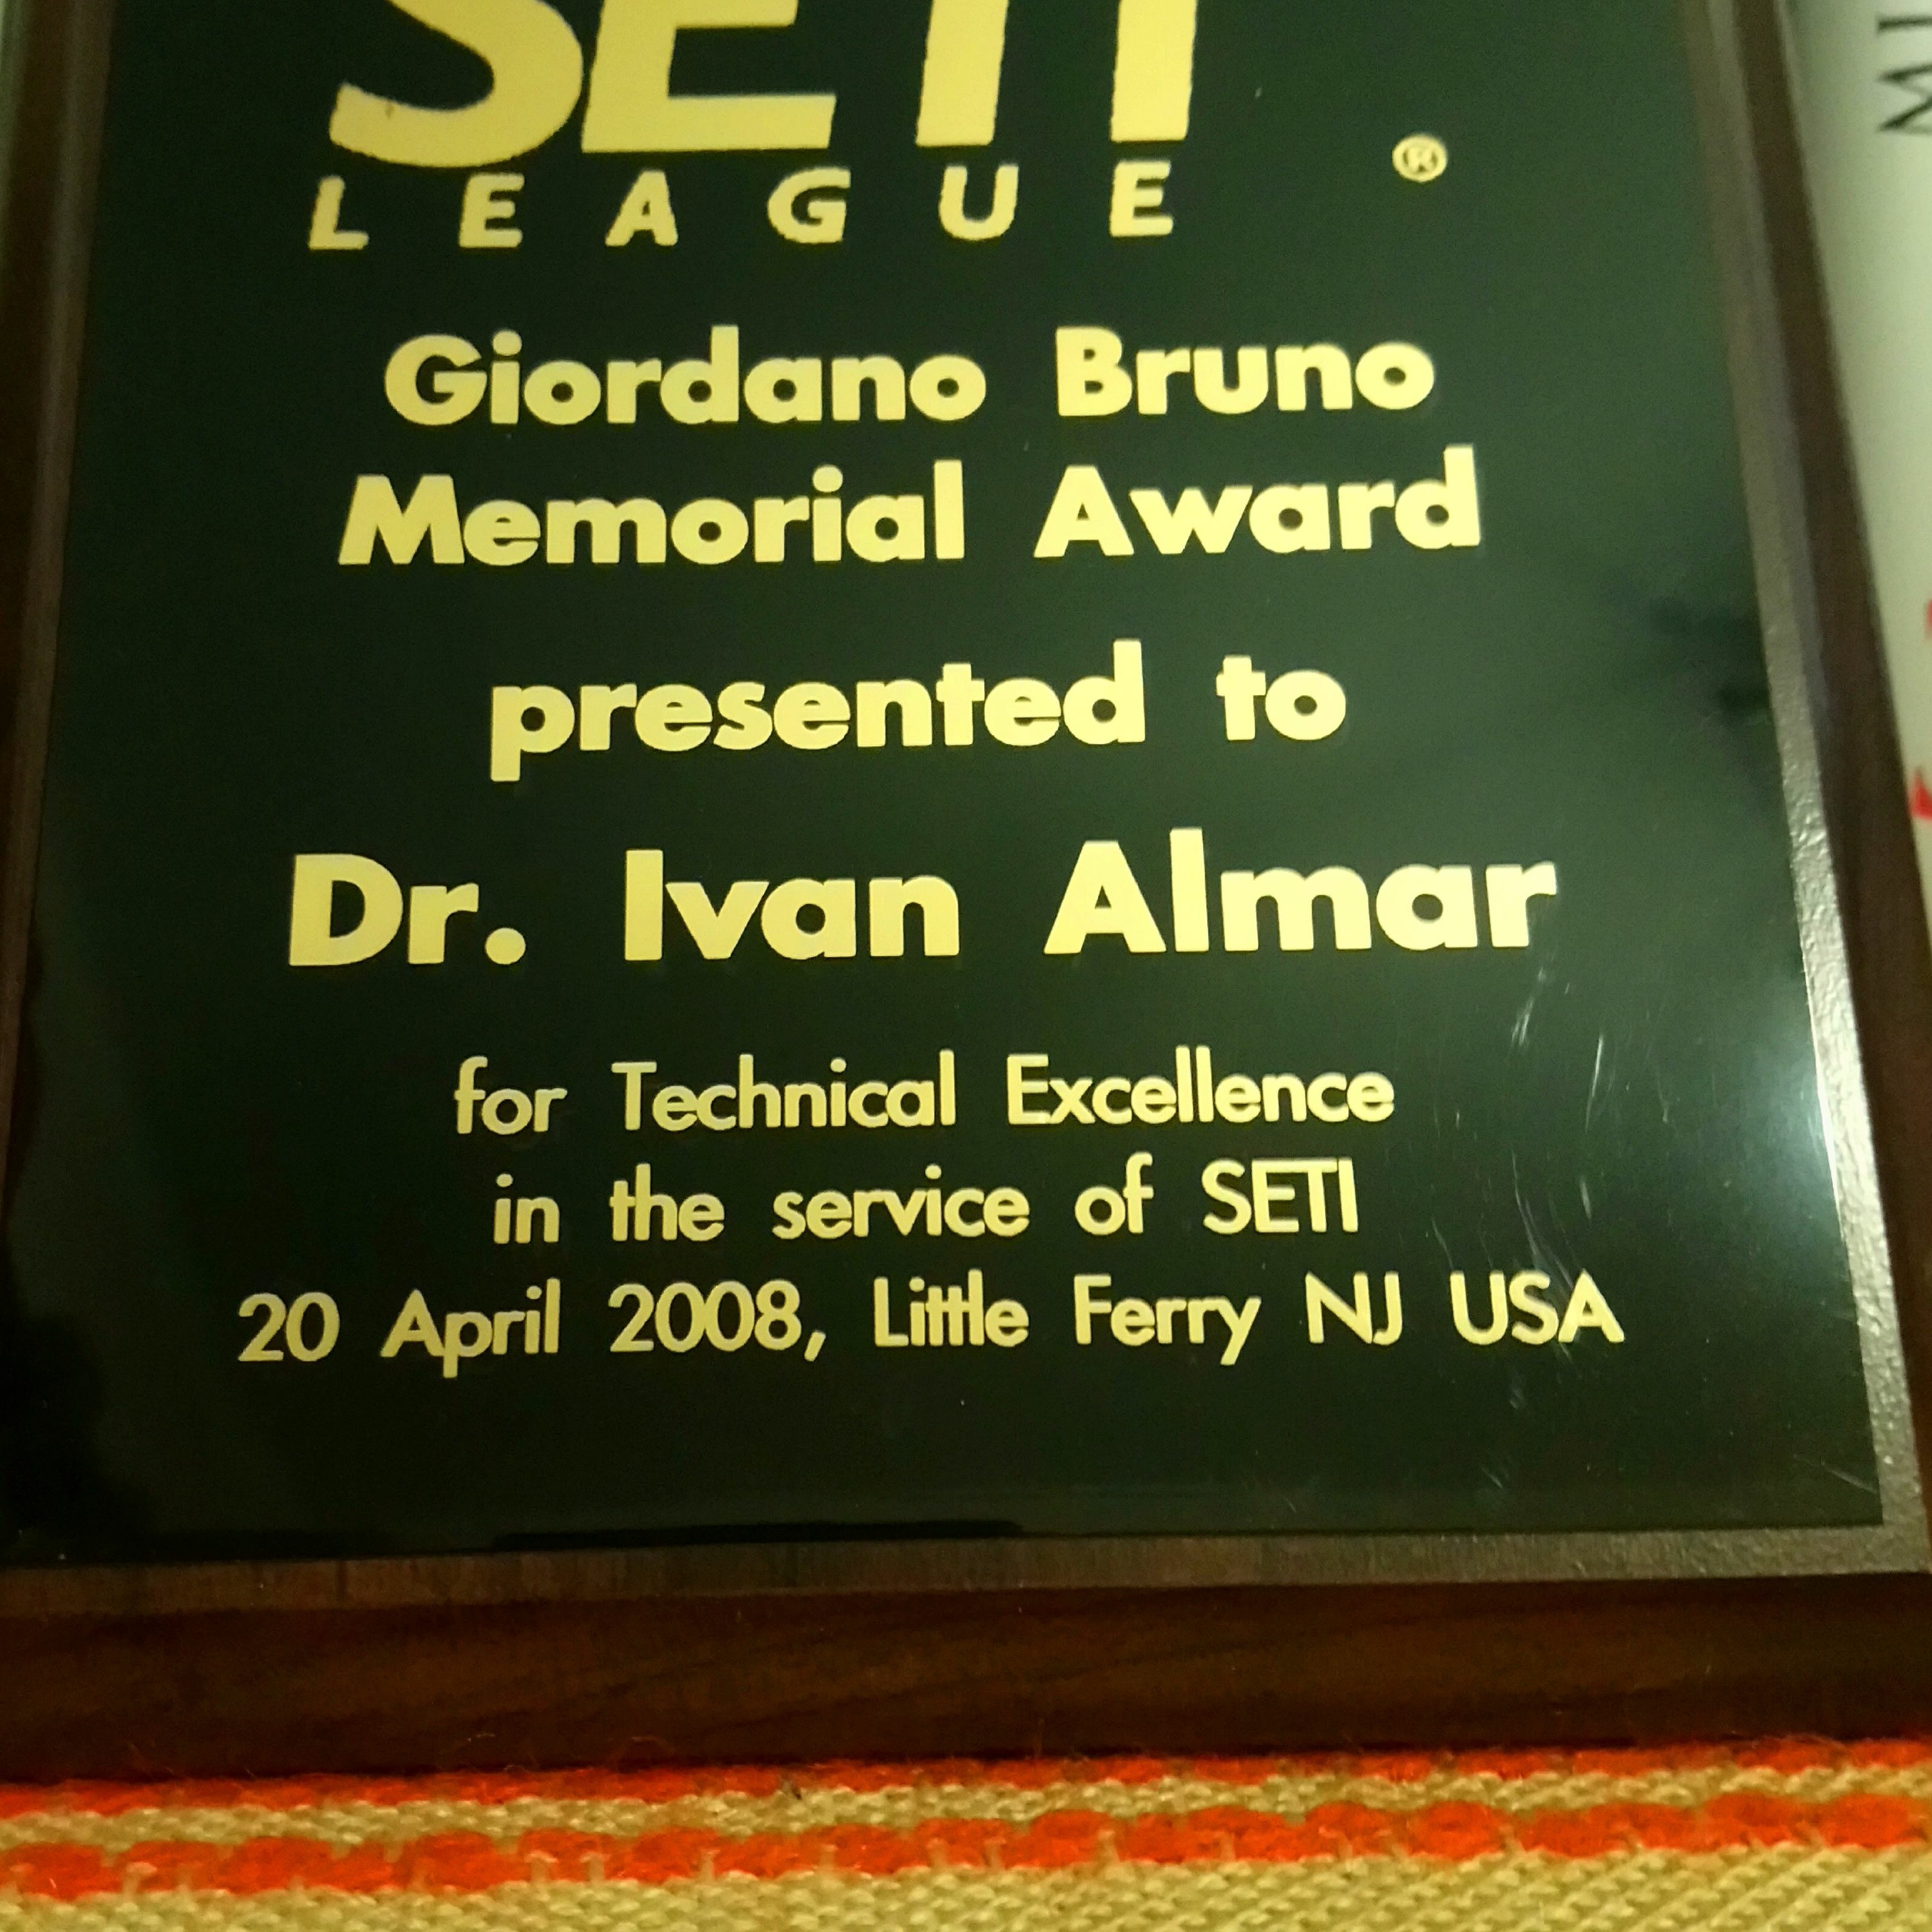 SETI
LEAGUE ®
Giordano Bruno
Memorial Award
presented to
Dr. Ivan Almar
for Technical Excellence
in the service of SETI
20 April 2008, Little Ferry NJ USA